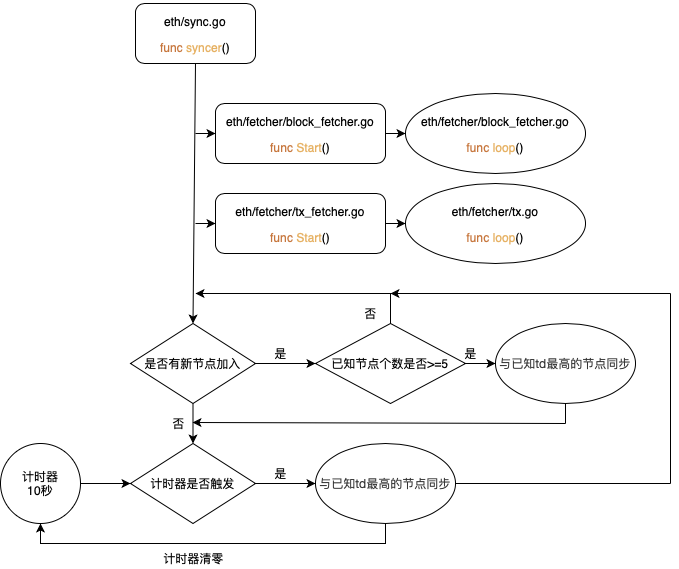 eth/sync.go
func syncer()
eth/fetcher/block_fetcher.go
func Start()
eth/fetcher/block_fetcher.go
func loop()
eth/fetcher/tx_fetcher.go
func Start()
eth/fetcher/tx.go
func loop()
否
是否有新节点加入
是
已知节点个数是否>=5
是
与已知td最高的节点同步
否
计时器
10秒
计时器是否触发
是
与已知td最高的节点同步
计时器清零